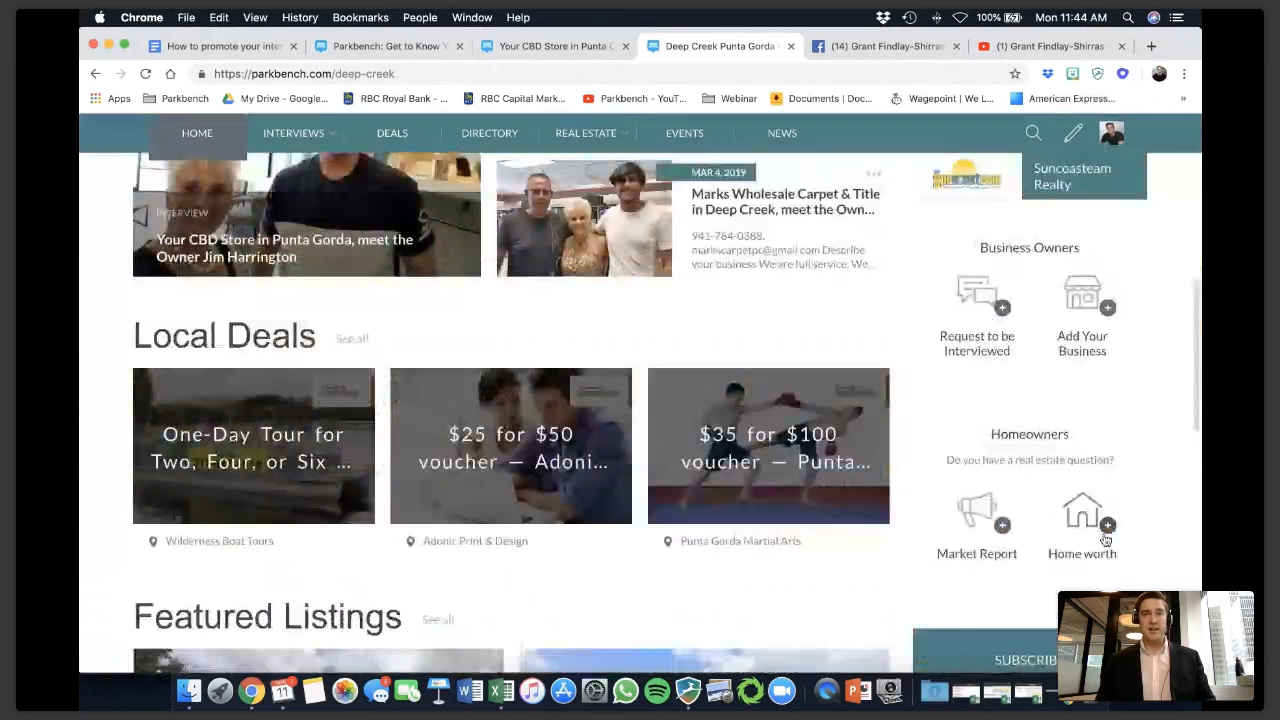 Chrome File Edit View History Bookmarks People Window Help 100% Mon 11:44 AM
How to promote your inte Parkbench: Get to Know Y Your CBD Store in Punta G Deep Creek Punta Gorda (14) Grant Findlay-Shirras (1) Grant Findlay-Shirras
https://parkbench.com/deep-creek
Apps Parkbench My Drive - Google... RBC Royal Bank - ... RBC Capital Mark... Parkbench - YouT... Webinar Documents | Doc... Wagepoint | We L... American Express...
HOME INTERVIEWS DEALS DIRECTORY REAL ESTATE EVENTS NEWS
Suncoasteam
Realty
INTERVIEW
Your CBD Store in Punta Gorda, meet the
Owner Jim Harrington
MAR 4, 2019
Marks Wholesale Carpet & Title
in Deep Creek, meet the Own...
941-764-0388.
markscarpetpc@gmail.com Describe
your business We are full service. We...
Business Owners
Request to be
Interviewed
Add Your
Business
Local Deals See all
One-Day Tour for
Two, Four, or Six ...
$25 for $50
voucher — Adoni...
$35 for $100
voucher — Punta...
Wilderness Boat Tours
Adonic Print & Design
Punta Gorda Martial Arts
Homeowners
Do you have a real estate question?
Market Report
Home worth
Featured Listings See all
SUBSCRIB